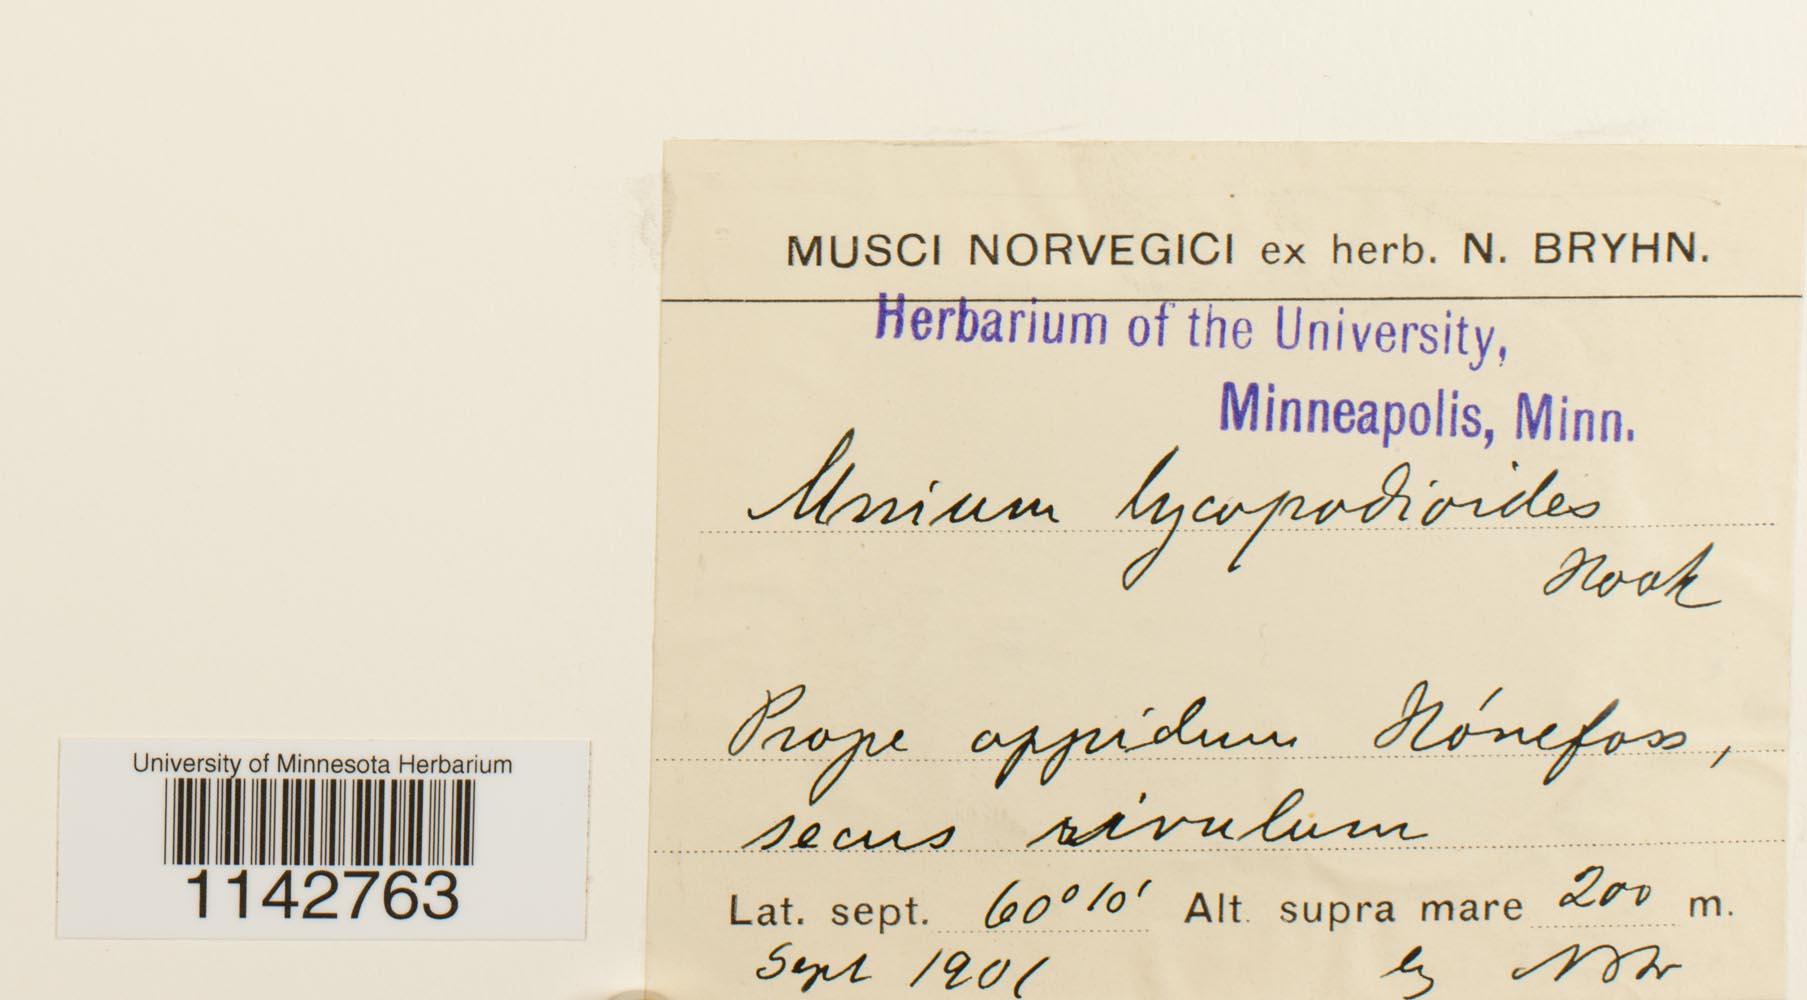 MUSCI NORVEGICI ex herb. N. BRYHN.
Herbarium of the University,
Minneapolis, Minn.
Mnium lycopodioides
Hook
Prope oppidum Hónefoss,
secus rivulum
Lat. sept. 60°10' Alt. supra mare 200 m.
Sept 1901
University of Minnesota Herbarium
1142763